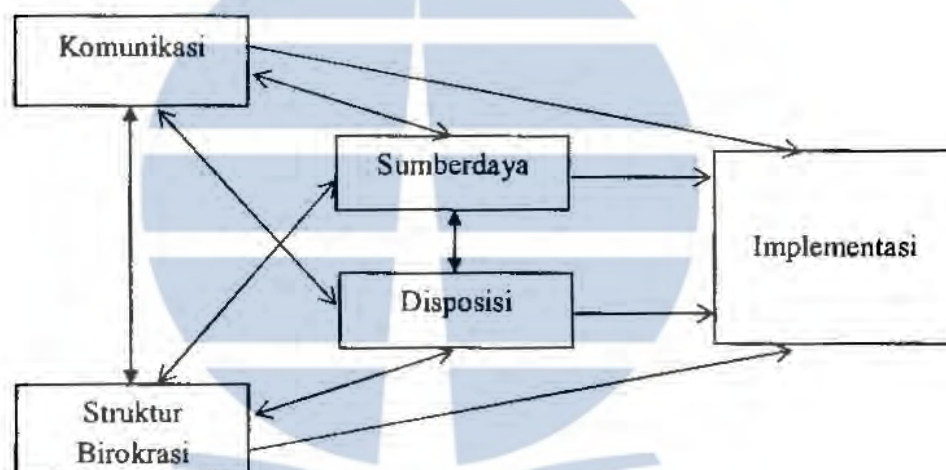 Komunikasi
Sumberdaya
Implementasi
Disposisi
Struktur
Birokrasi